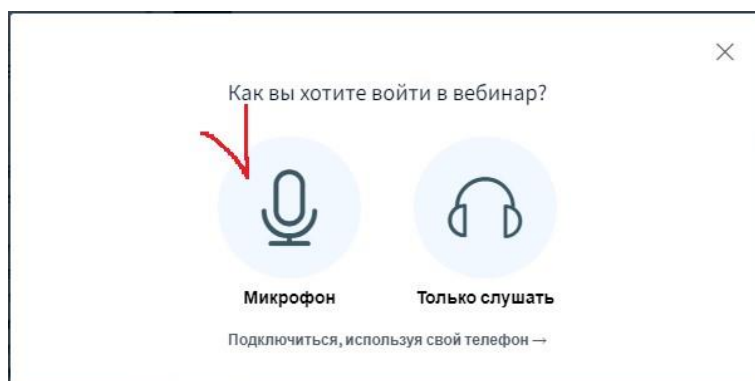 Как вы хотите войти в вебинар?
Микрофон
Только слушать
Подключиться, используя свой телефон →